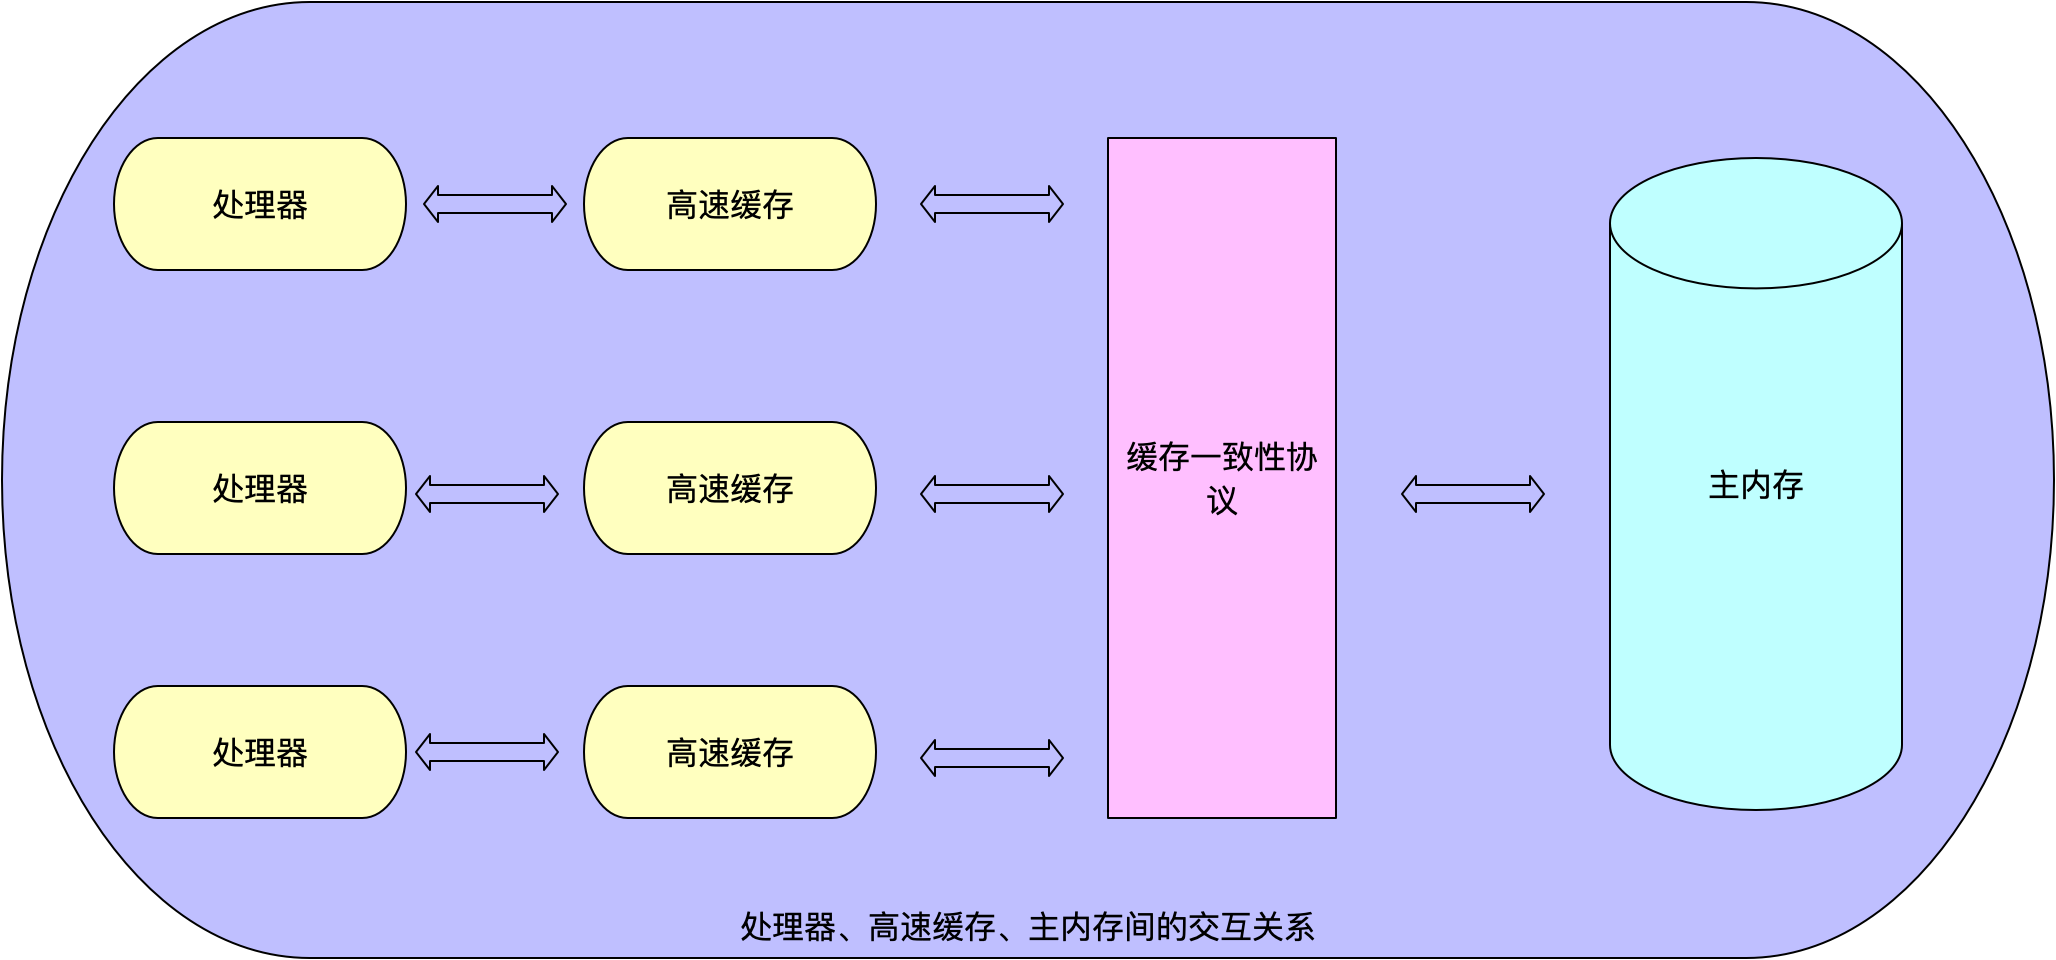 处理器
高速缓存
处理器
高速缓存
缓存一致性协
议
主内存
处理器
高速缓存
处理器、高速缓存、主内存间的交互关系